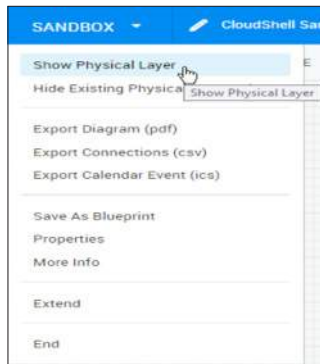 SANDBOX CloudShell Sa
Show Physical Layer E
Hide Existing Physica
Show Physical Layer
Export Diagram (pdf)
Export Connections (csv)
Export Calendar Event (ics)
Save As Blueprint
Properties
More Info
Extend
End